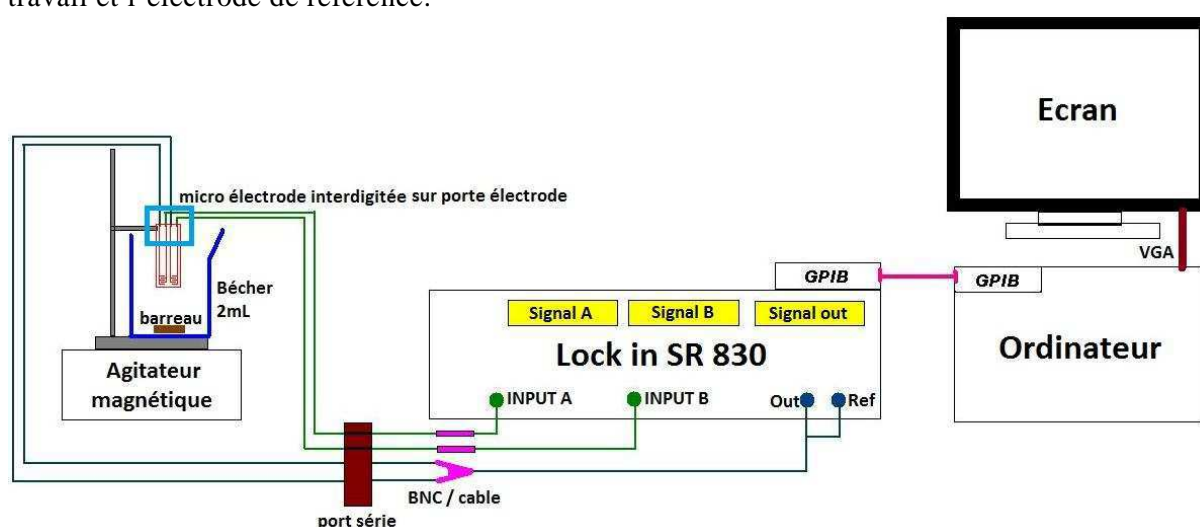 travail et l'électrode de référence.
Ecran
micro électrode interdigitée sur porte électrode
VGA
GPIB
GPIB
Bécher
2mL
barreau
Signal A
Signal B
Signal out
Lock in SR 830
Ordinateur
Agitateur
magnétique
INPUT A
INPUT B
Out
Ref
BNC / cable
port série